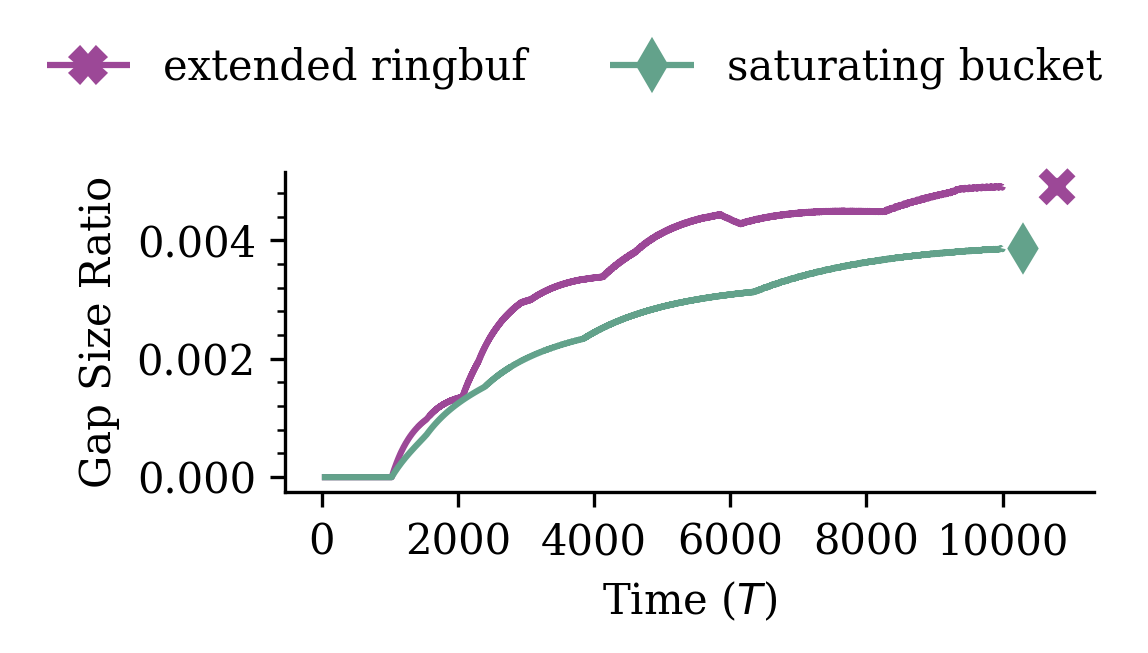 extended ringbuf
saturating bucket
Gap Size Ratio
0.004
0.002
0.000
0 2000 4000 6000 8000 10000
Time (T)